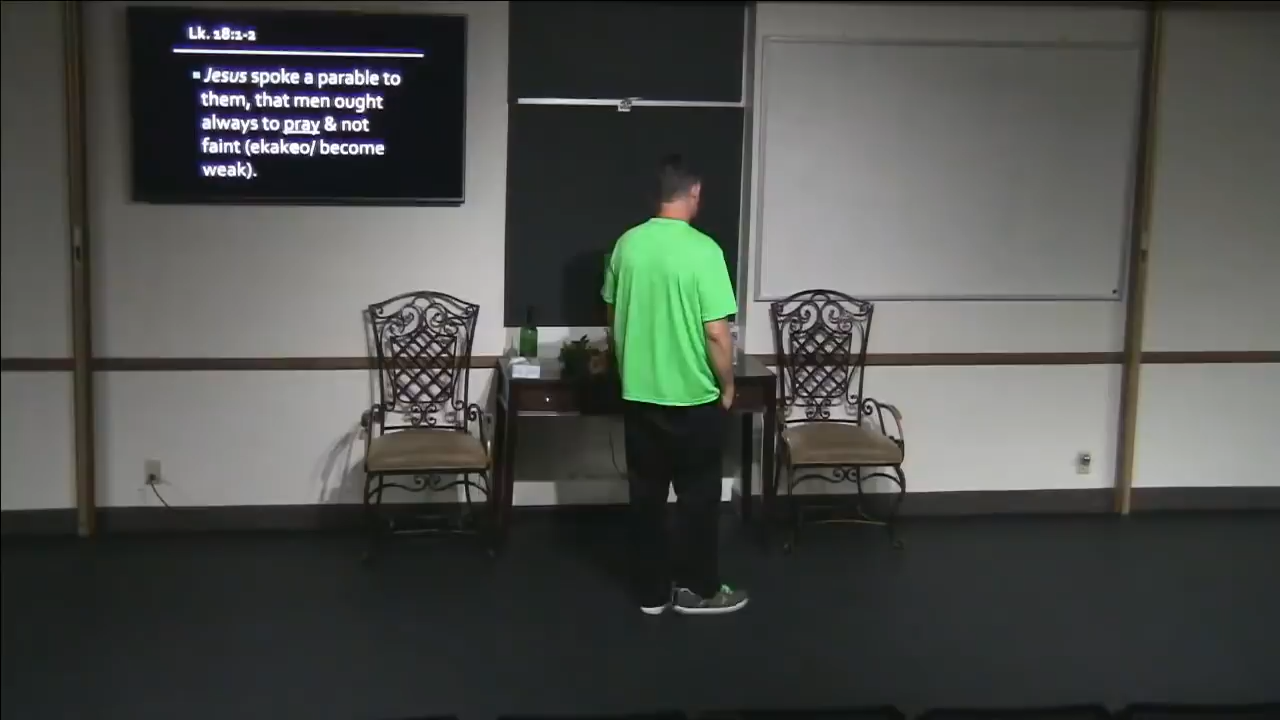 Lk. 18:1-2
▪ Jesus spoke a parable to
them, that men ought
always to pray & not
faint (ekakeo/ become
weak).